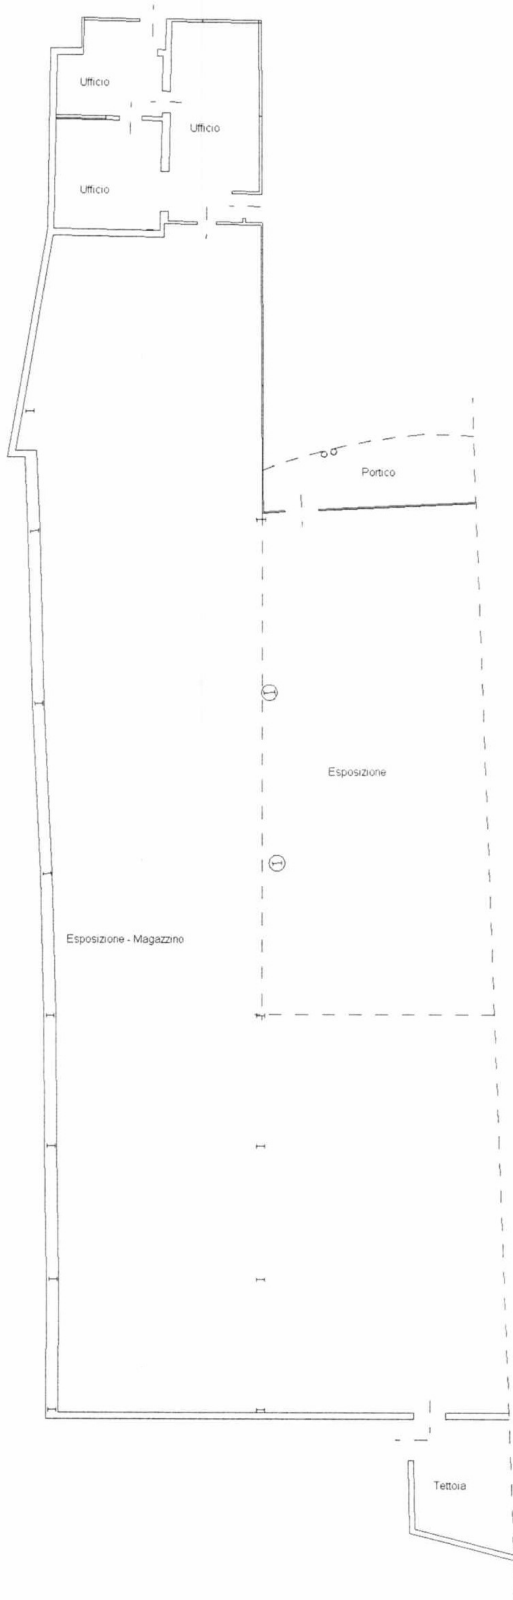 Ufficio
Ufficio
Ufficio
Portico
Esposizione
Esposizione - Magazzino
Tettoia